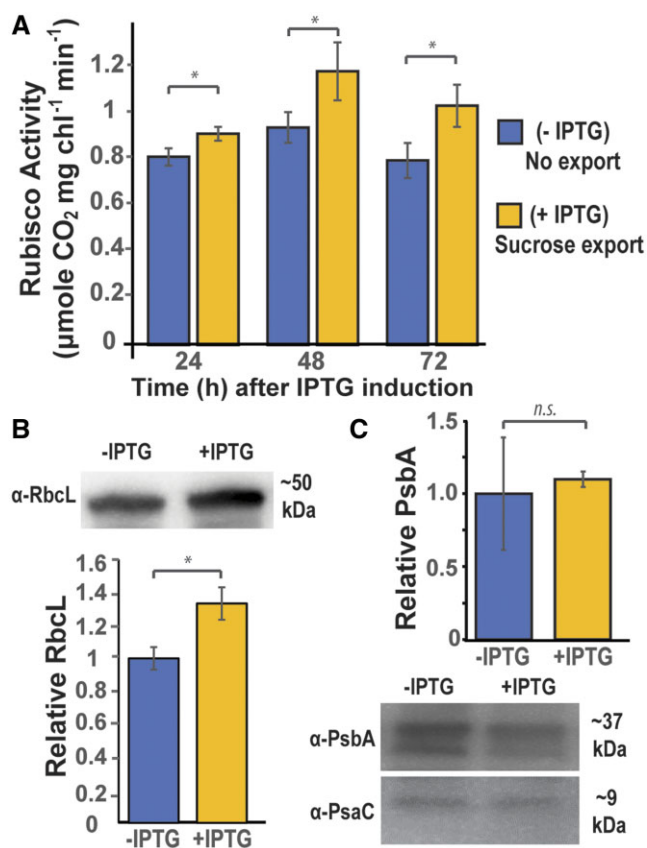 A
Rubisco Activity
(µmole CO₂ mg chl⁻¹ min⁻¹)
1.2
1
0.8
0.6
0.4
0.2
0
*
*
*
24 48 72
Time (h) after IPTG induction
(- IPTG)
No export
(+ IPTG)
Sucrose export
B
-IPTG +IPTG
α-RbcL
~50
kDa
Relative RbcL
1.6
1.4
1.2
1
0.8
0.6
0.4
0.2
0
*
-IPTG +IPTG
C
Relative PsbA
1.5
1.0
0.5
0
n.s.
-IPTG +IPTG
-IPTG +IPTG
α-PsbA
~37
kDa
α-PsaC
~9
kDa